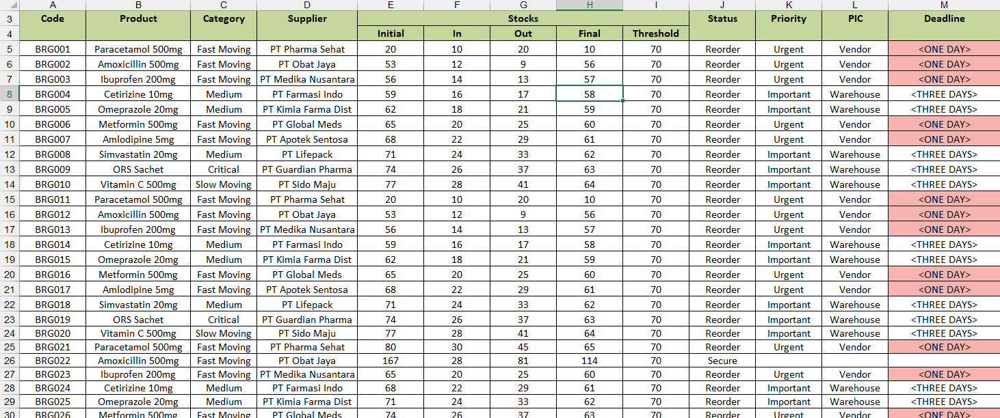 A B C D E F G H I J K L M
3 Code Product Category Supplier Stocks Status Priority PIC Deadline
4 Initial In Out Final Threshold
5 BRG001 Paracetamol 500mg Fast Moving PT Pharma Sehat 20 10 20 10 70 Reorder Urgent Vendor <ONE DAY>
6 BRG002 Amoxicillin 500mg Fast Moving PT Obat Jaya 53 12 9 56 70 Reorder Urgent Vendor <ONE DAY>
7 BRG003 Ibuprofen 200mg Fast Moving PT Medika Nusantara 56 14 13 57 70 Reorder Urgent Vendor <ONE DAY>
8 BRG004 Cetirizine 10mg Medium PT Farmasi Indo 59 16 17 58 70 Reorder Important Warehouse <THREE DAYS>
9 BRG005 Omeprazole 20mg Medium PT Kimia Farma Dist 62 18 21 59 70 Reorder Important Warehouse <THREE DAYS>
10 BRG006 Metformin 500mg Fast Moving PT Global Meds 65 20 25 60 70 Reorder Urgent Vendor <ONE DAY>
11 BRG007 Amlodipine 5mg Fast Moving PT Apotek Sentosa 68 22 29 61 70 Reorder Urgent Vendor <ONE DAY>
12 BRG008 Simvastatin 20mg Medium PT Lifepack 71 24 33 62 70 Reorder Important Warehouse <THREE DAYS>
13 BRG009 ORS Sachet Critical PT Guardian Pharma 74 26 37 63 70 Reorder Important Warehouse <THREE DAYS>
14 BRG010 Vitamin C 500mg Slow Moving PT Sido Maju 77 28 41 64 70 Reorder Important Warehouse <THREE DAYS>
15 BRG011 Paracetamol 500mg Fast Moving PT Pharma Sehat 20 10 20 10 70 Reorder Urgent Vendor <ONE DAY>
16 BRG012 Amoxicillin 500mg Fast Moving PT Obat Jaya 53 12 9 56 70 Reorder Urgent Vendor <ONE DAY>
17 BRG013 Ibuprofen 200mg Fast Moving PT Medika Nusantara 56 14 13 57 70 Reorder Urgent Vendor <ONE DAY>
18 BRG014 Cetirizine 10mg Medium PT Farmasi Indo 59 16 17 58 70 Reorder Important Warehouse <THREE DAYS>
19 BRG015 Omeprazole 20mg Medium PT Kimia Farma Dist 62 18 21 59 70 Reorder Important Warehouse <THREE DAYS>
20 BRG016 Metformin 500mg Fast Moving PT Global Meds 65 20 25 60 70 Reorder Urgent Vendor <ONE DAY>
21 BRG017 Amlodipine 5mg Fast Moving PT Apotek Sentosa 68 22 29 61 70 Reorder Urgent Vendor <ONE DAY>
22 BRG018 Simvastatin 20mg Medium PT Lifepack 71 24 33 62 70 Reorder Important Warehouse <THREE DAYS>
23 BRG019 ORS Sachet Critical PT Guardian Pharma 74 26 37 63 70 Reorder Important Warehouse <THREE DAYS>
24 BRG020 Vitamin C 500mg Slow Moving PT Sido Maju 77 28 41 64 70 Reorder Important Warehouse <THREE DAYS>
25 BRG021 Paracetamol 500mg Fast Moving PT Pharma Sehat 80 30 45 65 70 Reorder Urgent Vendor <ONE DAY>
26 BRG022 Amoxicillin 500mg Fast Moving PT Obat Jaya 167 28 81 114 70 Secure
27 BRG023 Ibuprofen 200mg Fast Moving PT Medika Nusantara 65 20 25 60 70 Reorder Urgent Vendor <ONE DAY>
28 BRG024 Cetirizine 10mg Medium PT Farmasi Indo 68 22 29 61 70 Reorder Important Warehouse <THREE DAYS>
29 BRG025 Omeprazole 20mg Medium PT Kimia Farma Dist 71 24 33 62 70 Reorder Important Warehouse <THREE DAYS>
30 BRG026 Metformin 500mg Fast Moving PT Global Meds 74 26 37 63 70 Reorder Urgent Vendor <ONE DAY>